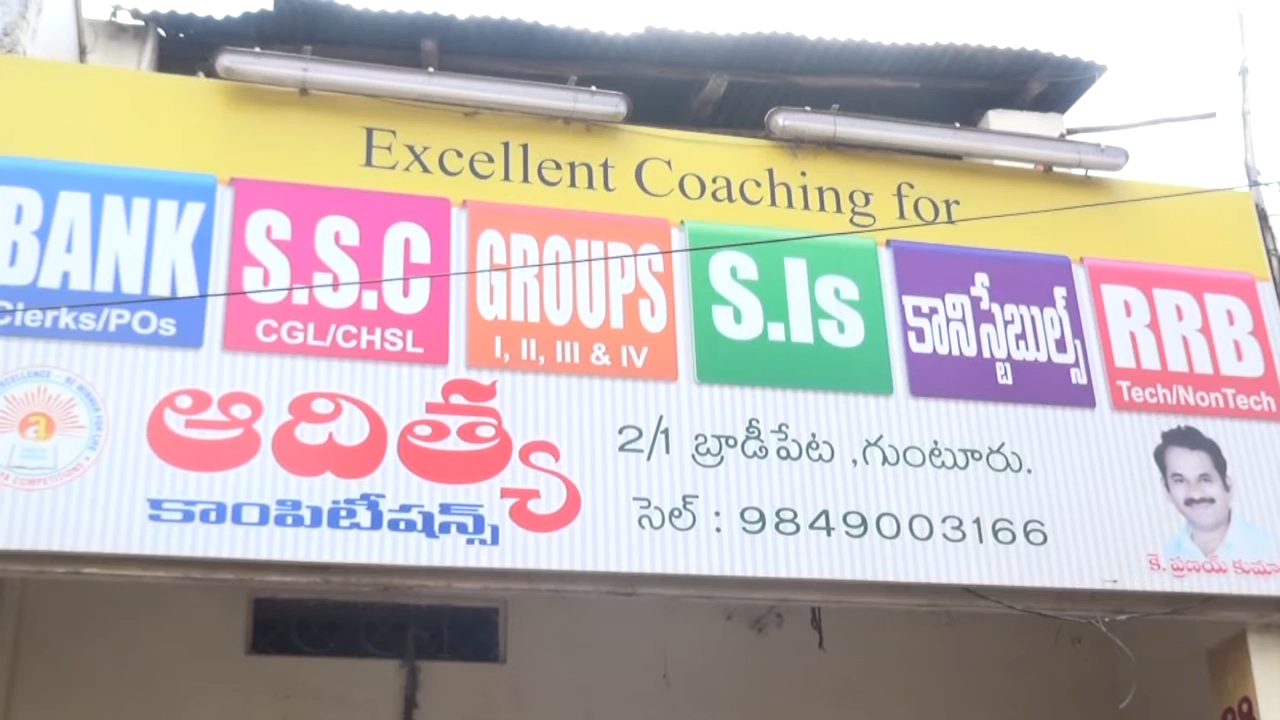 Excellent Coaching for
BANK
Clerks/POs
S.S.C
CGL/CHSL
GROUPS
I, II, III & IV
S.Is
కానిస్టేబుల్స్
RRB
Tech/NonTech
ఆదిత్య
కాంపిటీషన్స్
2/1 బ్రాడీపేట ,గుంటూరు.
సెల్ : 9849003166
కె. ప్రణయ్